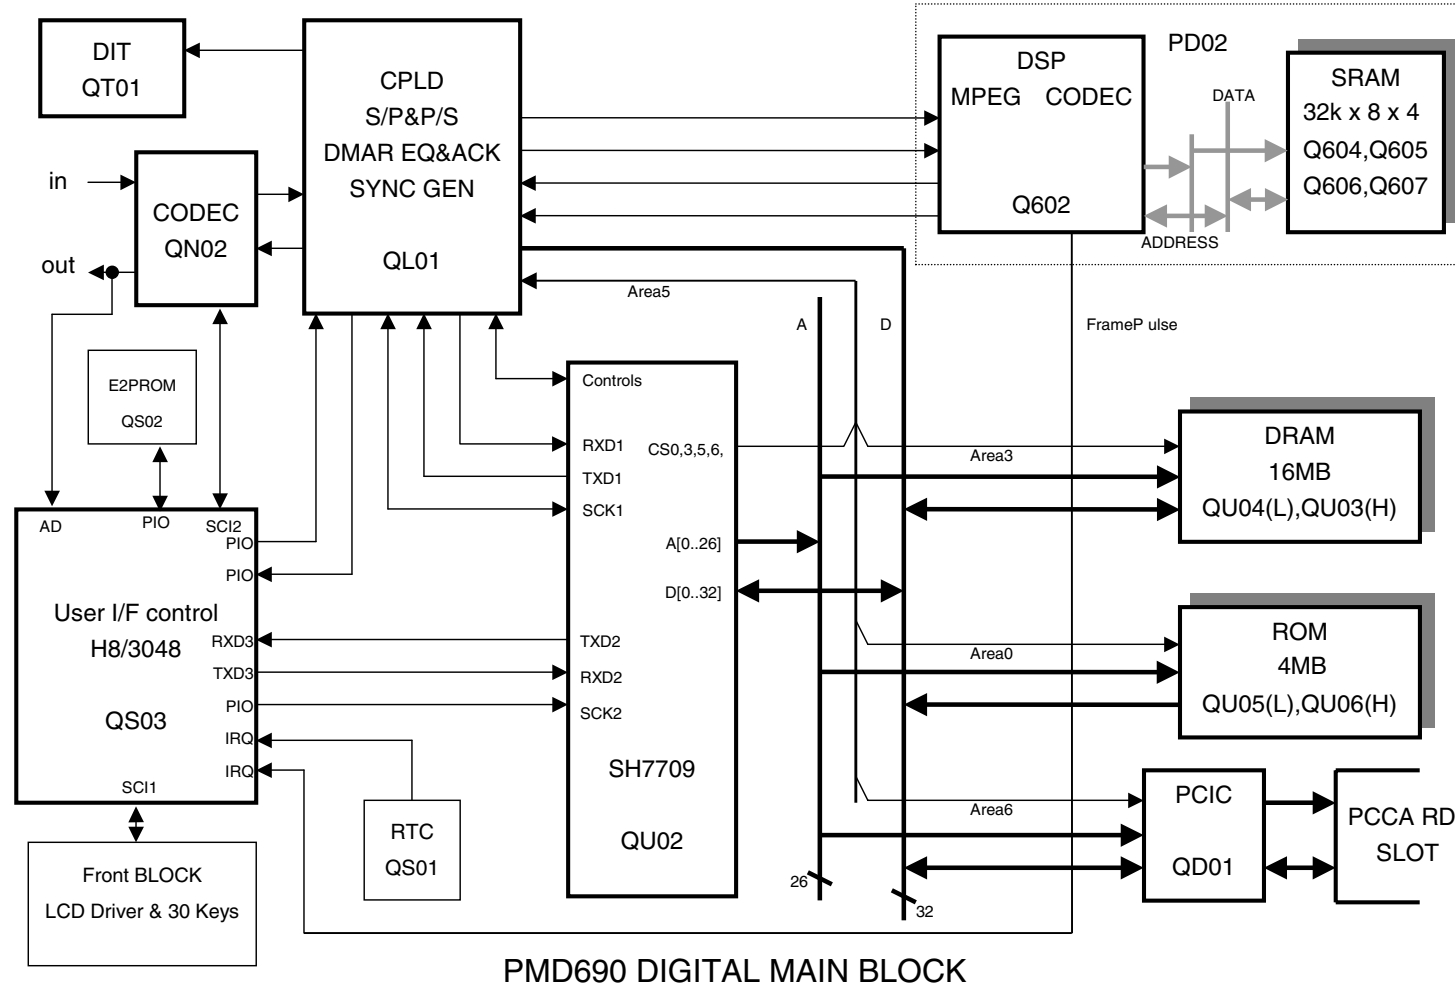 DIT
QT01
CPLD
S/P&P/S
DMAR EQ&ACK
SYNC GEN
QL01
in
out
CODEC
QN02
PD02
DSP
MPEG CODEC
Q602
DATA
ADDRESS
SRAM
32k x 8 x 4
Q604,Q605
Q606,Q607
Area5
A
D
FrameP ulse
E2PROM
QS02
AD
PIO
SCI2
PIO
PIO
User I/F control
H8/3048
QS03
RXD3
TXD3
PIO
IRQ
IRQ
SCI1
Controls
RXD1
TXD1
SCK1
CS0,3,5,6,
A[0..26]
D[0..32]
TXD2
RXD2
SCK2
SH7709
QU02
Area3
DRAM
16MB
QU04(L),QU03(H)
Area0
ROM
4MB
QU05(L),QU06(H)
Area6
PCIC
QD01
PCCA RD
SLOT
26
32
RTC
QS01
Front BLOCK
LCD Driver & 30 Keys
PMD690 DIGITAL MAIN BLOCK